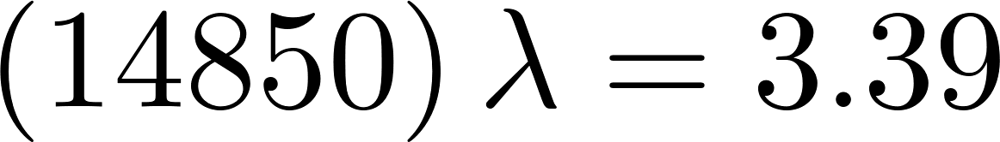 (14850) λ = 3.39